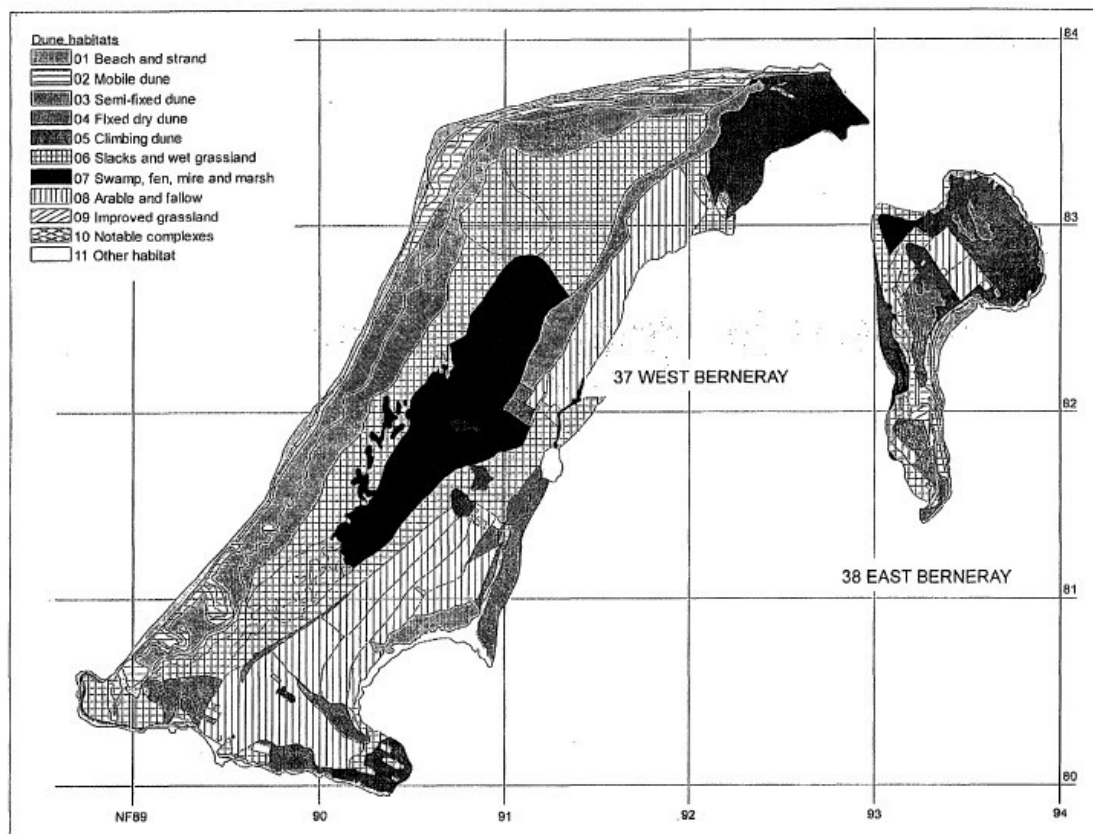 Dune habitats
01 Beach and strand
02 Mobile dune
03 Semi-fixed dune
04 Fixed dry dune
05 Climbing dune
06 Slacks and wet grassland
07 Swamp, fen, mire and marsh
08 Arable and fallow
09 Improved grassland
10 Notable complexes
11 Other habitat
84
83
37 WEST BERNERAY
82
38 EAST BERNERAY
81
80
NF89 90 91 92 93 94